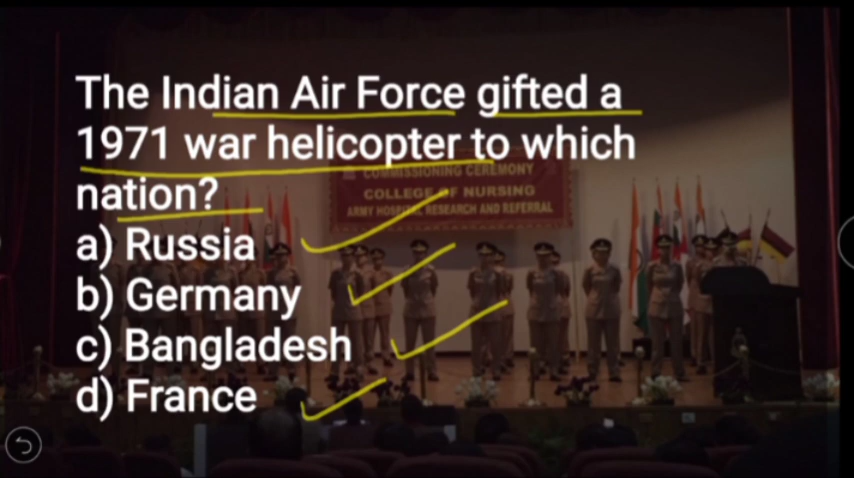 The Indian Air Force gifted a
1971 war helicopter to which
COMMISSIONING CEREMONY
nation?
COLLEGE OF NURSING
ARMY HOSPITAL RESEARCH AND REFERRAL
a) Russia
b) Germany
c) Bangladesh
d) France